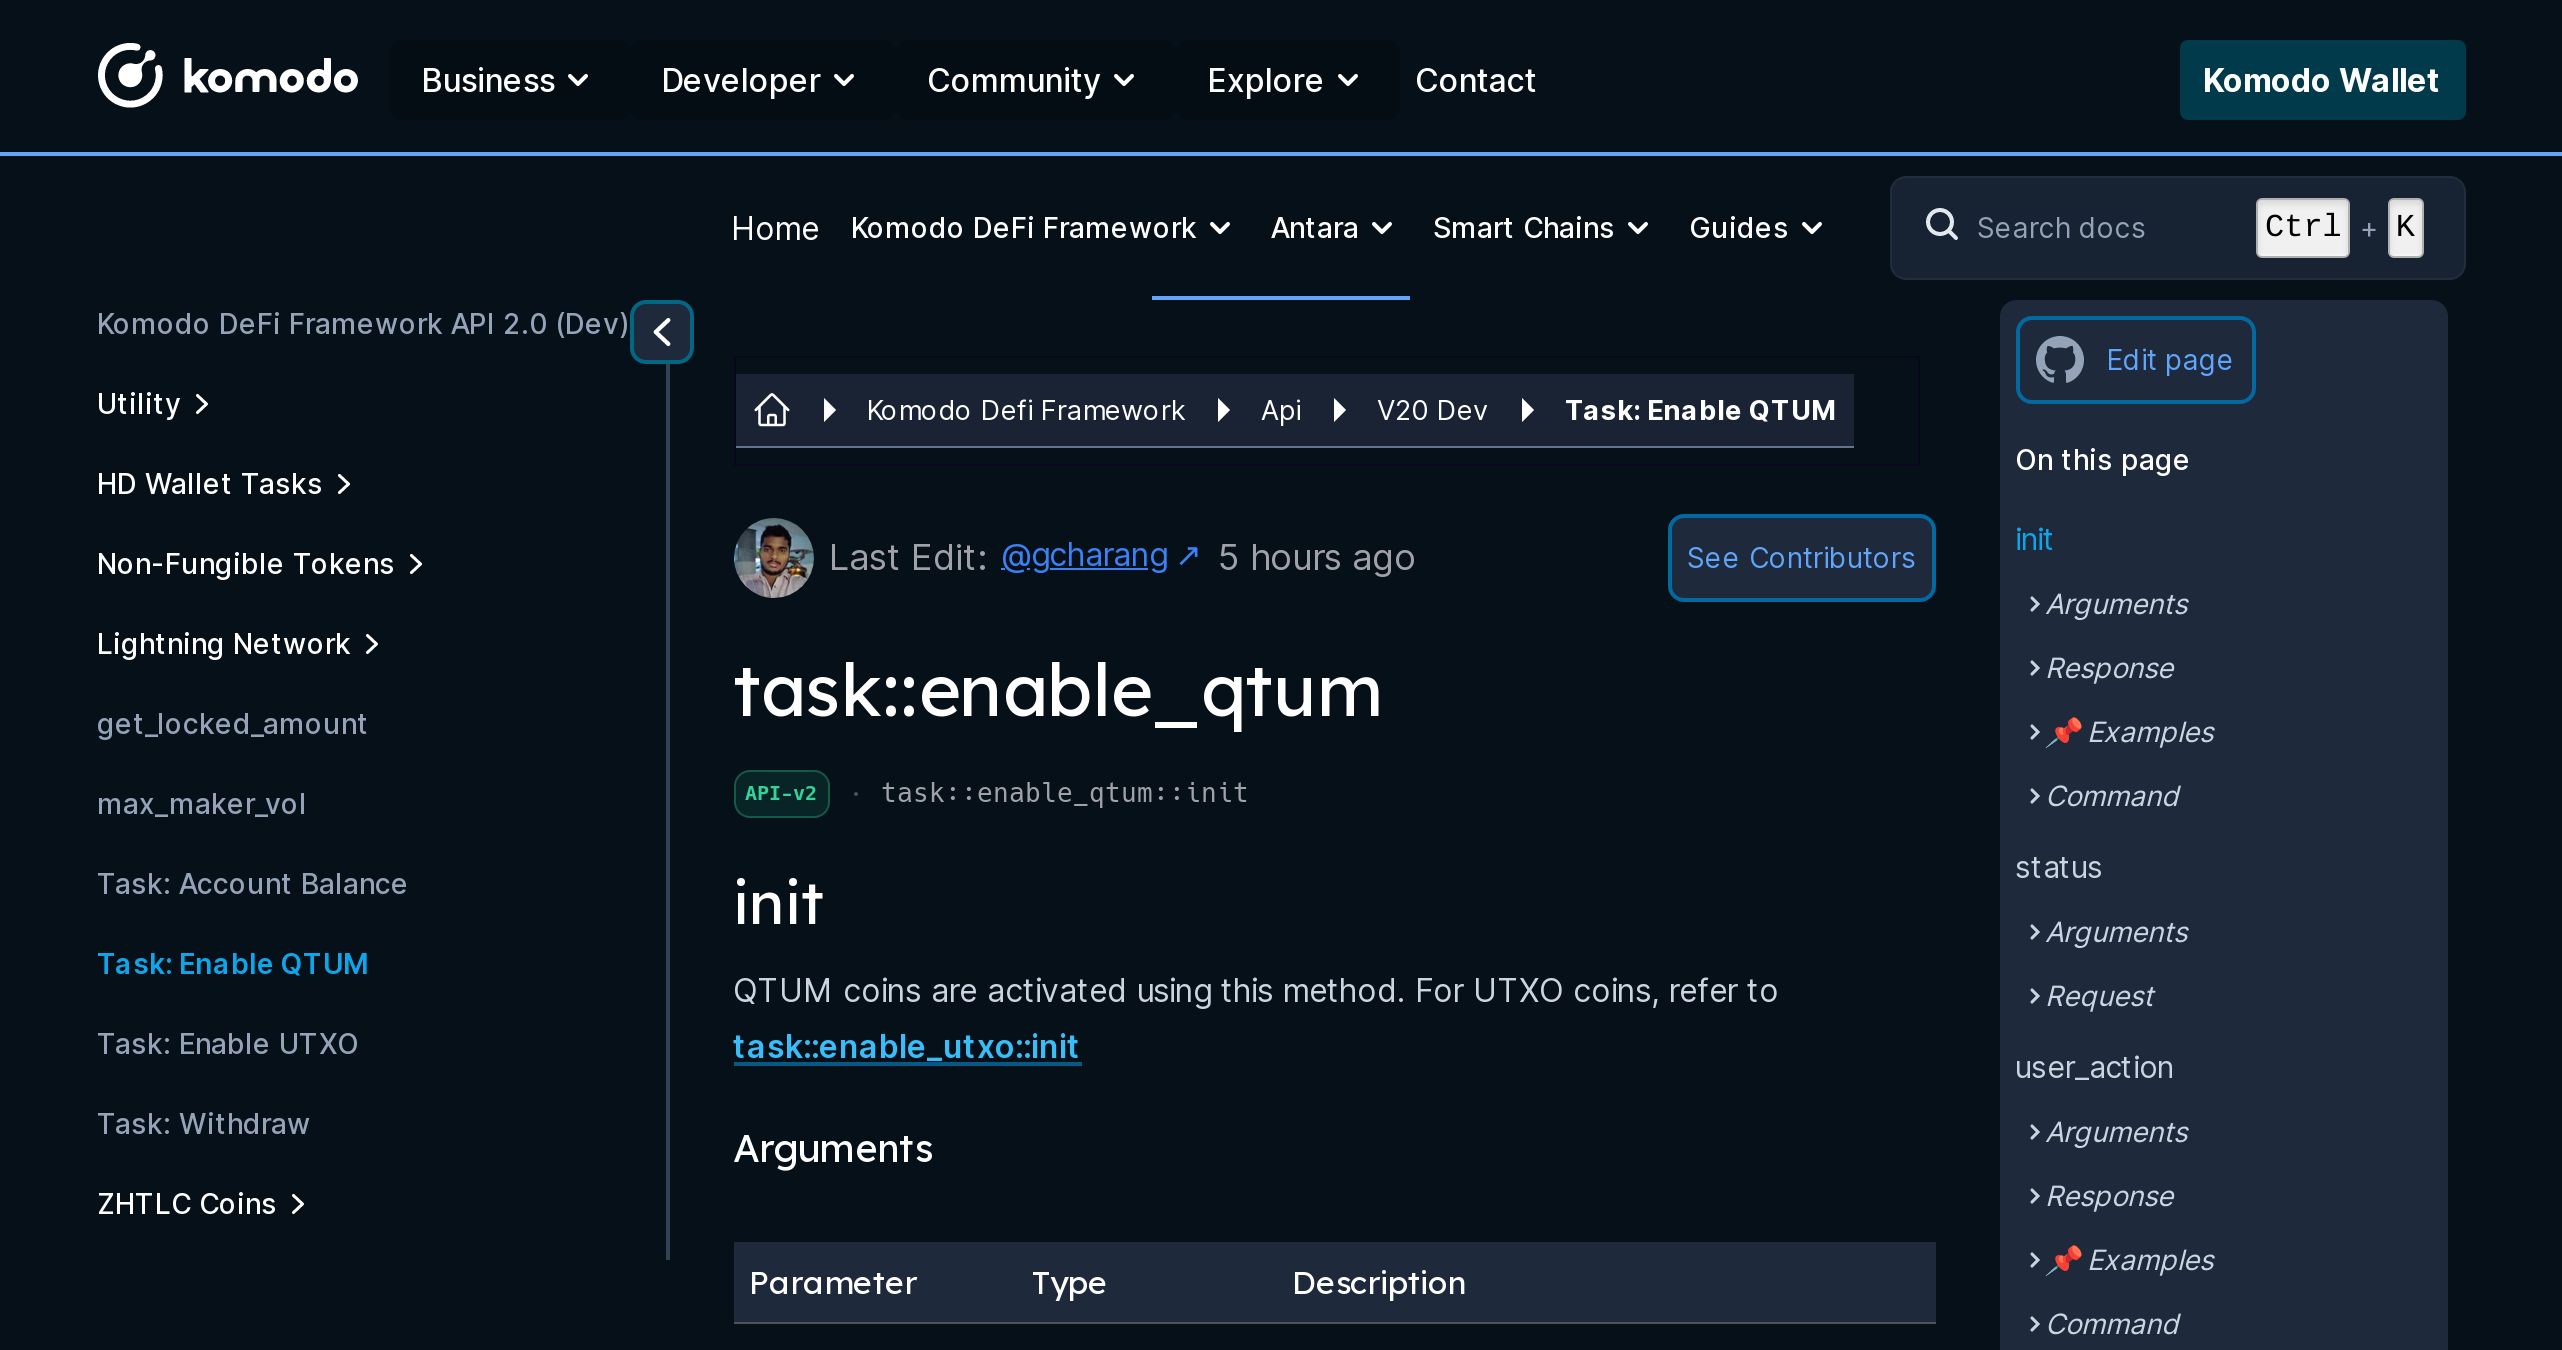 komodo Business Developer Community Explore Contact Komodo Wallet
Home Komodo DeFi Framework Antara Smart Chains Guides Search docs Ctrl + K
Komodo DeFi Framework API 2.0 (Dev)
Utility
HD Wallet Tasks
Non-Fungible Tokens
Lightning Network
get_locked_amount
max_maker_vol
Task: Account Balance
Task: Enable QTUM
Task: Enable UTXO
Task: Withdraw
ZHTLC Coins
Komodo Defi Framework Api V20 Dev Task: Enable QTUM
Last Edit: @gcharang ↗ 5 hours ago See Contributors
task::enable_qtum
API-v2 · task::enable_qtum::init
init
QTUM coins are activated using this method. For UTXO coins, refer to
task::enable_utxo::init
Arguments
Parameter Type Description
Edit page
On this page
init
Arguments
Response
📌 Examples
Command
status
Arguments
Request
user_action
Arguments
Response
📌 Examples
Command